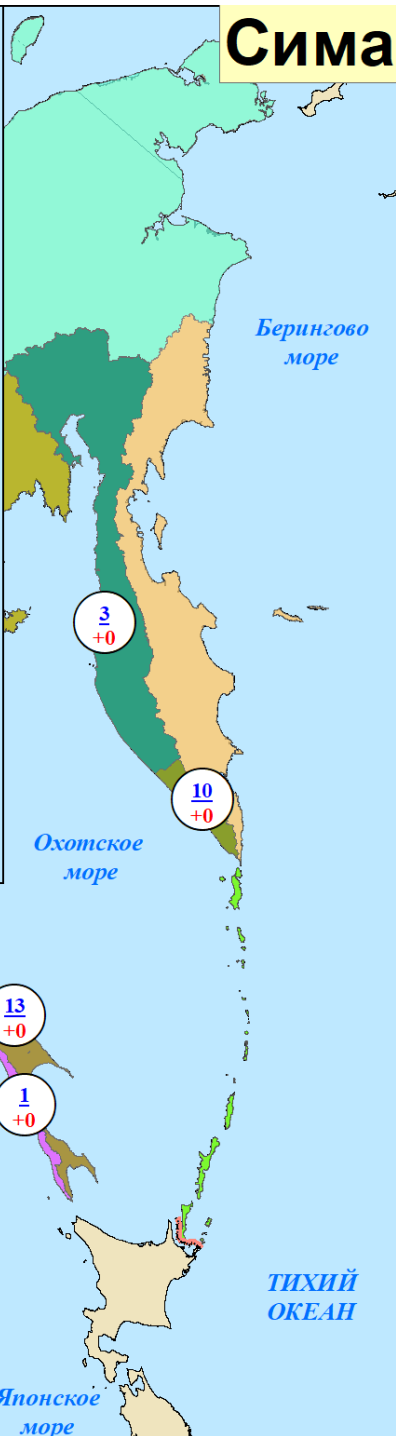 Сима
Берингово
море
3
+0
10
+0
Охотское
море
13
+0
1
+0
ТИХИЙ
ОКЕАН
Японское
море